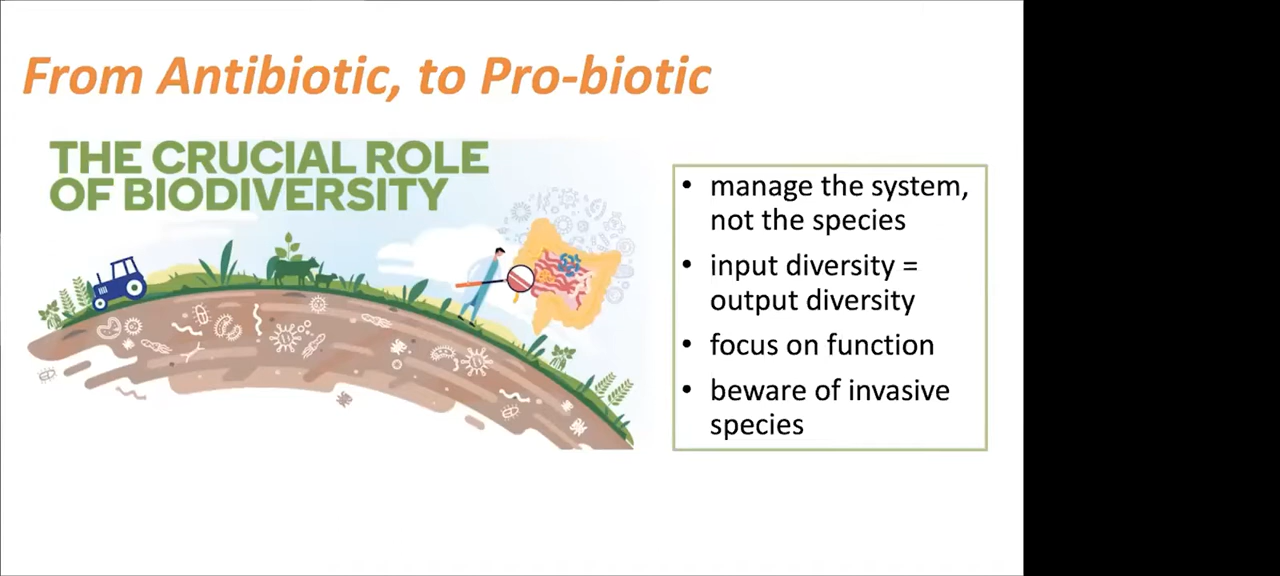 From Antibiotic, to Pro-biotic
THE CRUCIAL ROLE
OF BIODIVERSITY
• manage the system,
not the species
• input diversity =
output diversity
• focus on function
• beware of invasive
species